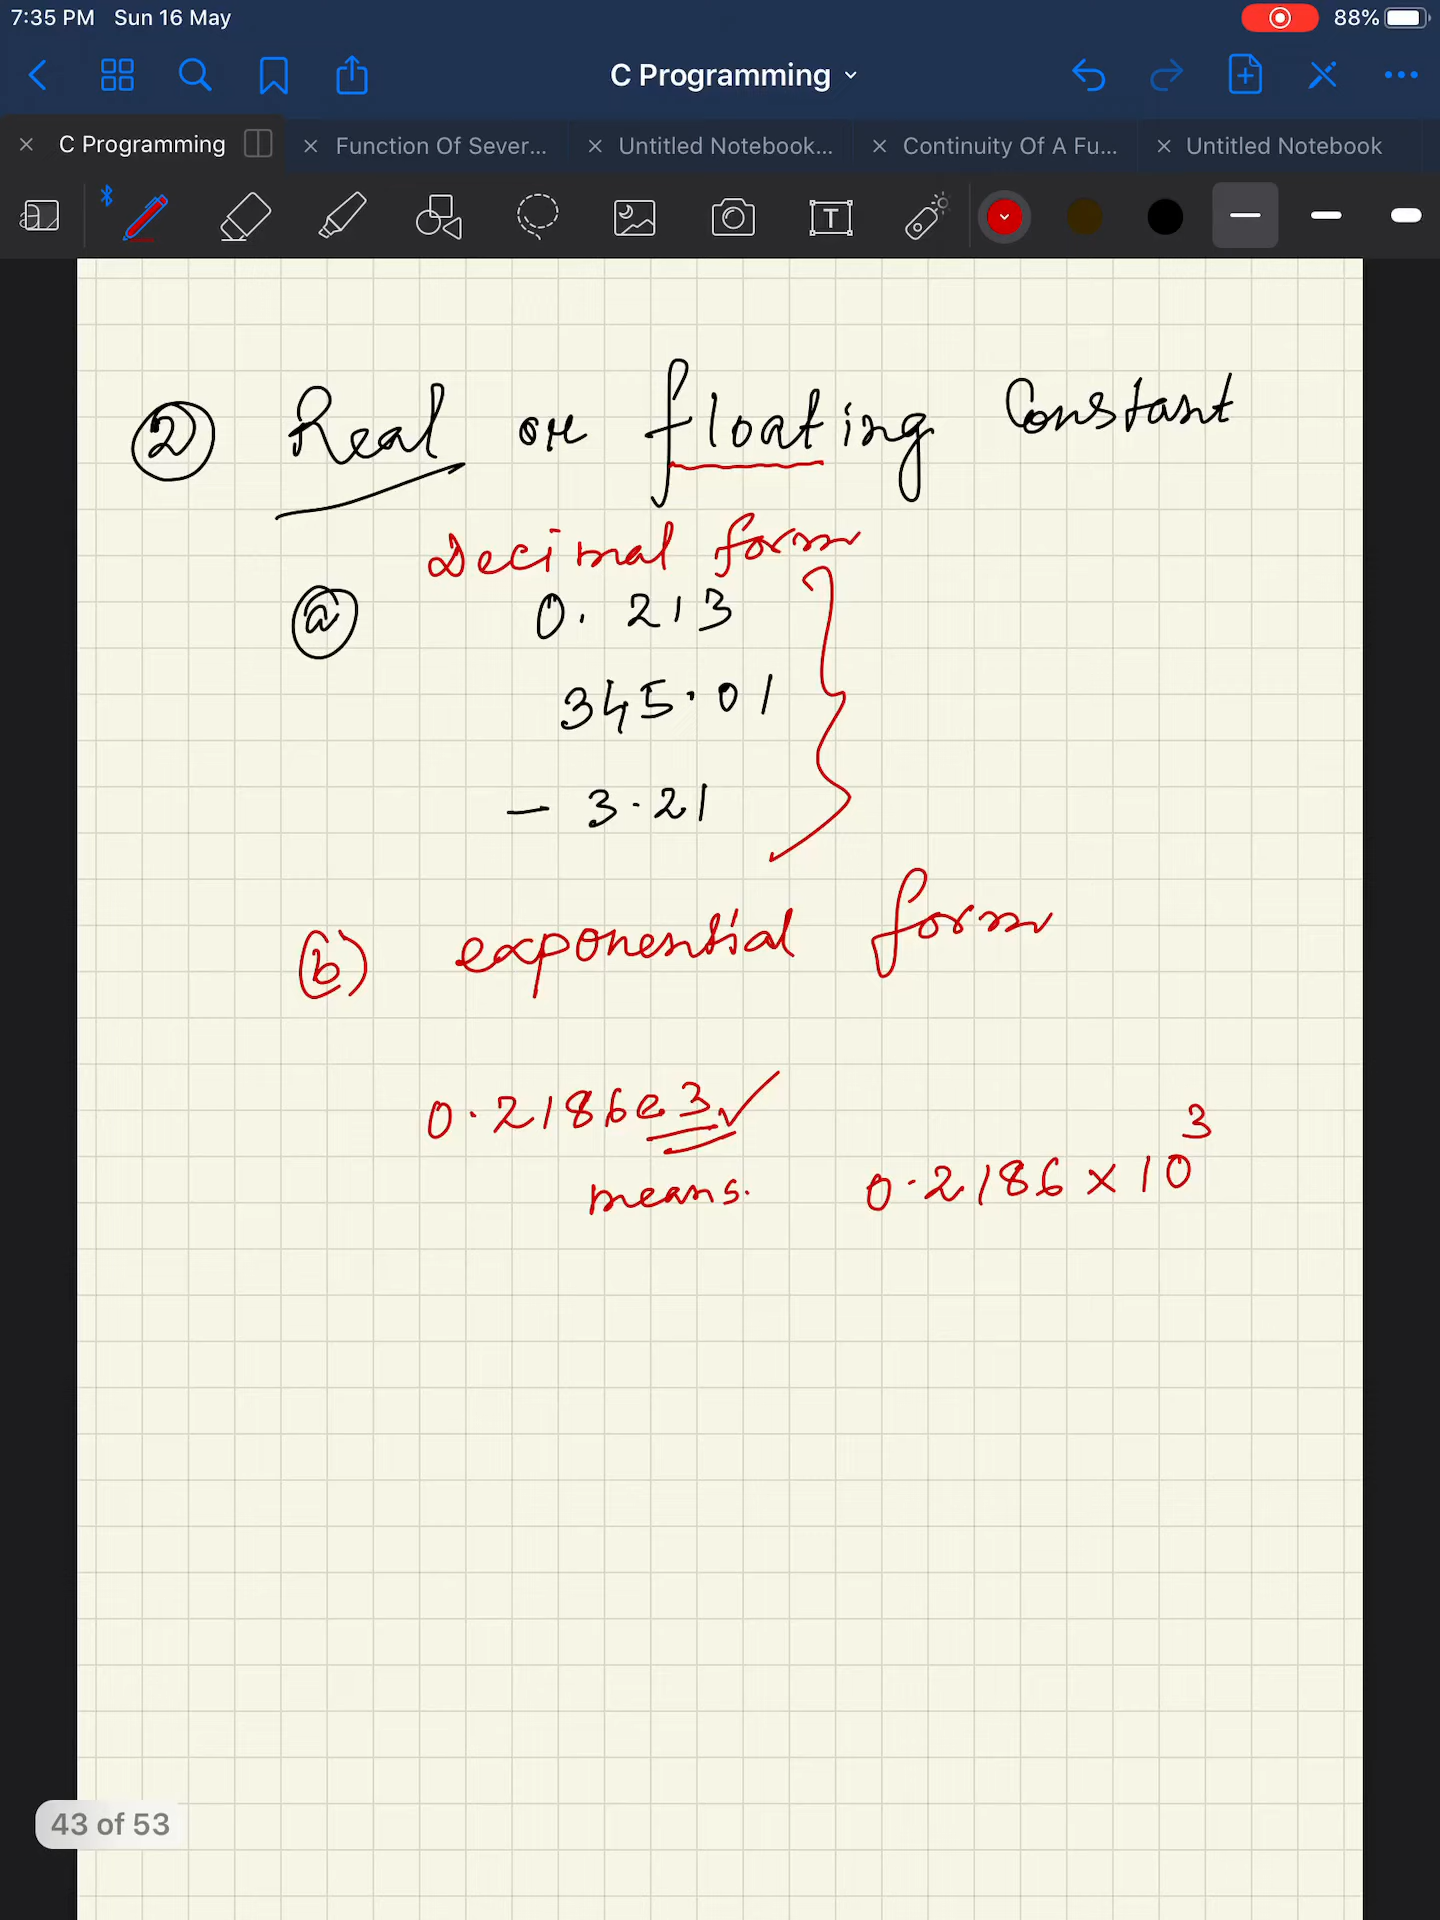 7:35 PM Sun 16 May 88%
C Programming
C Programming Function Of Sever... Untitled Notebook... Continuity Of A Fu... Untitled Notebook
② Real or floating Constant
Decimal form
ⓐ 0.213
345.01
- 3.21
ⓑ exponential form
0.2186e3 ✓
means. 0.2186 × 10³
43 of 53